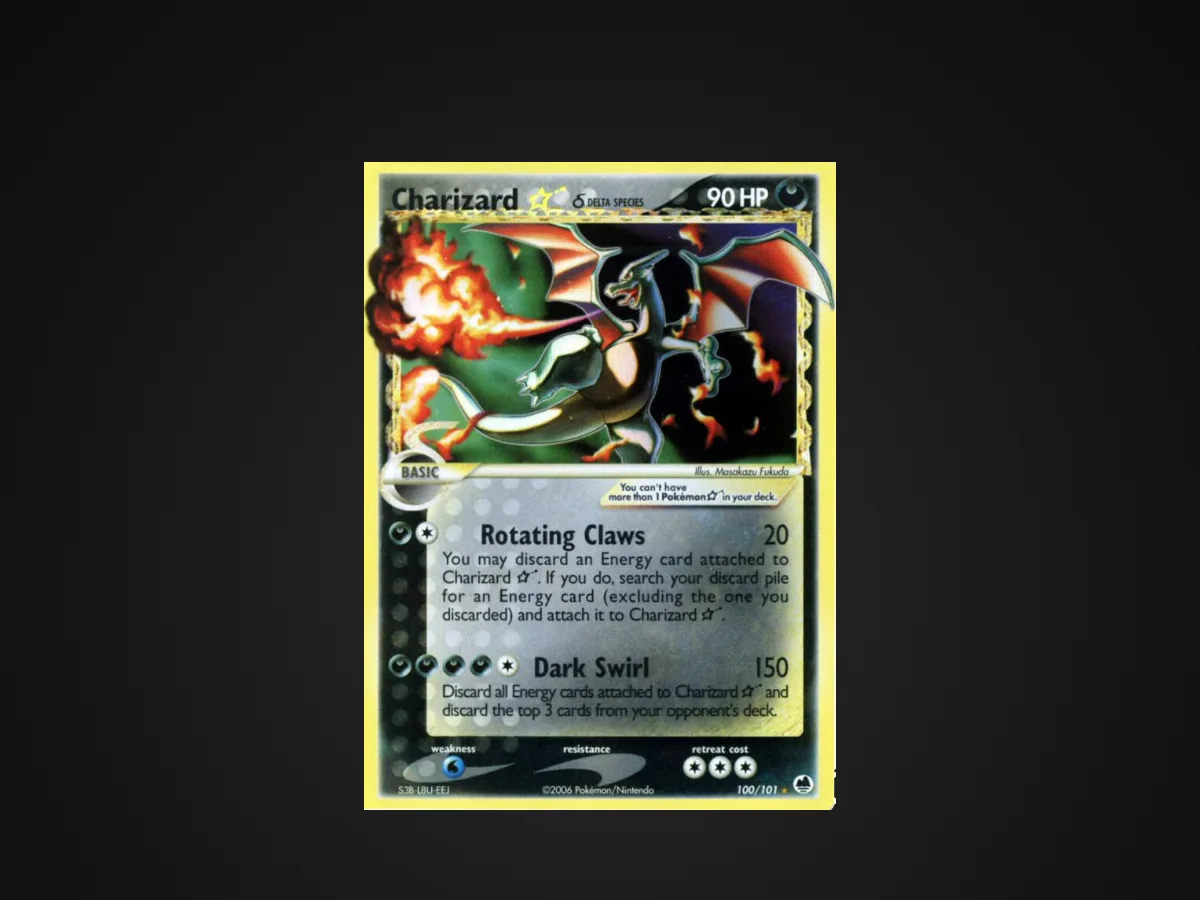 Charizard ☆ δ DELTA SPECIES 90 HP
BASIC
Illus. Masakazu Fukuda
You can't have
more than 1 Pokémon ☆ in your deck.
Rotating Claws 20
You may discard an Energy card attached to
Charizard ☆. If you do, search your discard pile
for an Energy card (excluding the one you
discarded) and attach it to Charizard ☆.
Dark Swirl 150
Discard all Energy cards attached to Charizard ☆ and
discard the top 3 cards from your opponent's deck.
weakness resistance retreat cost
S3B-L8U-EEJ ©2006 Pokémon/Nintendo 100/101 ★